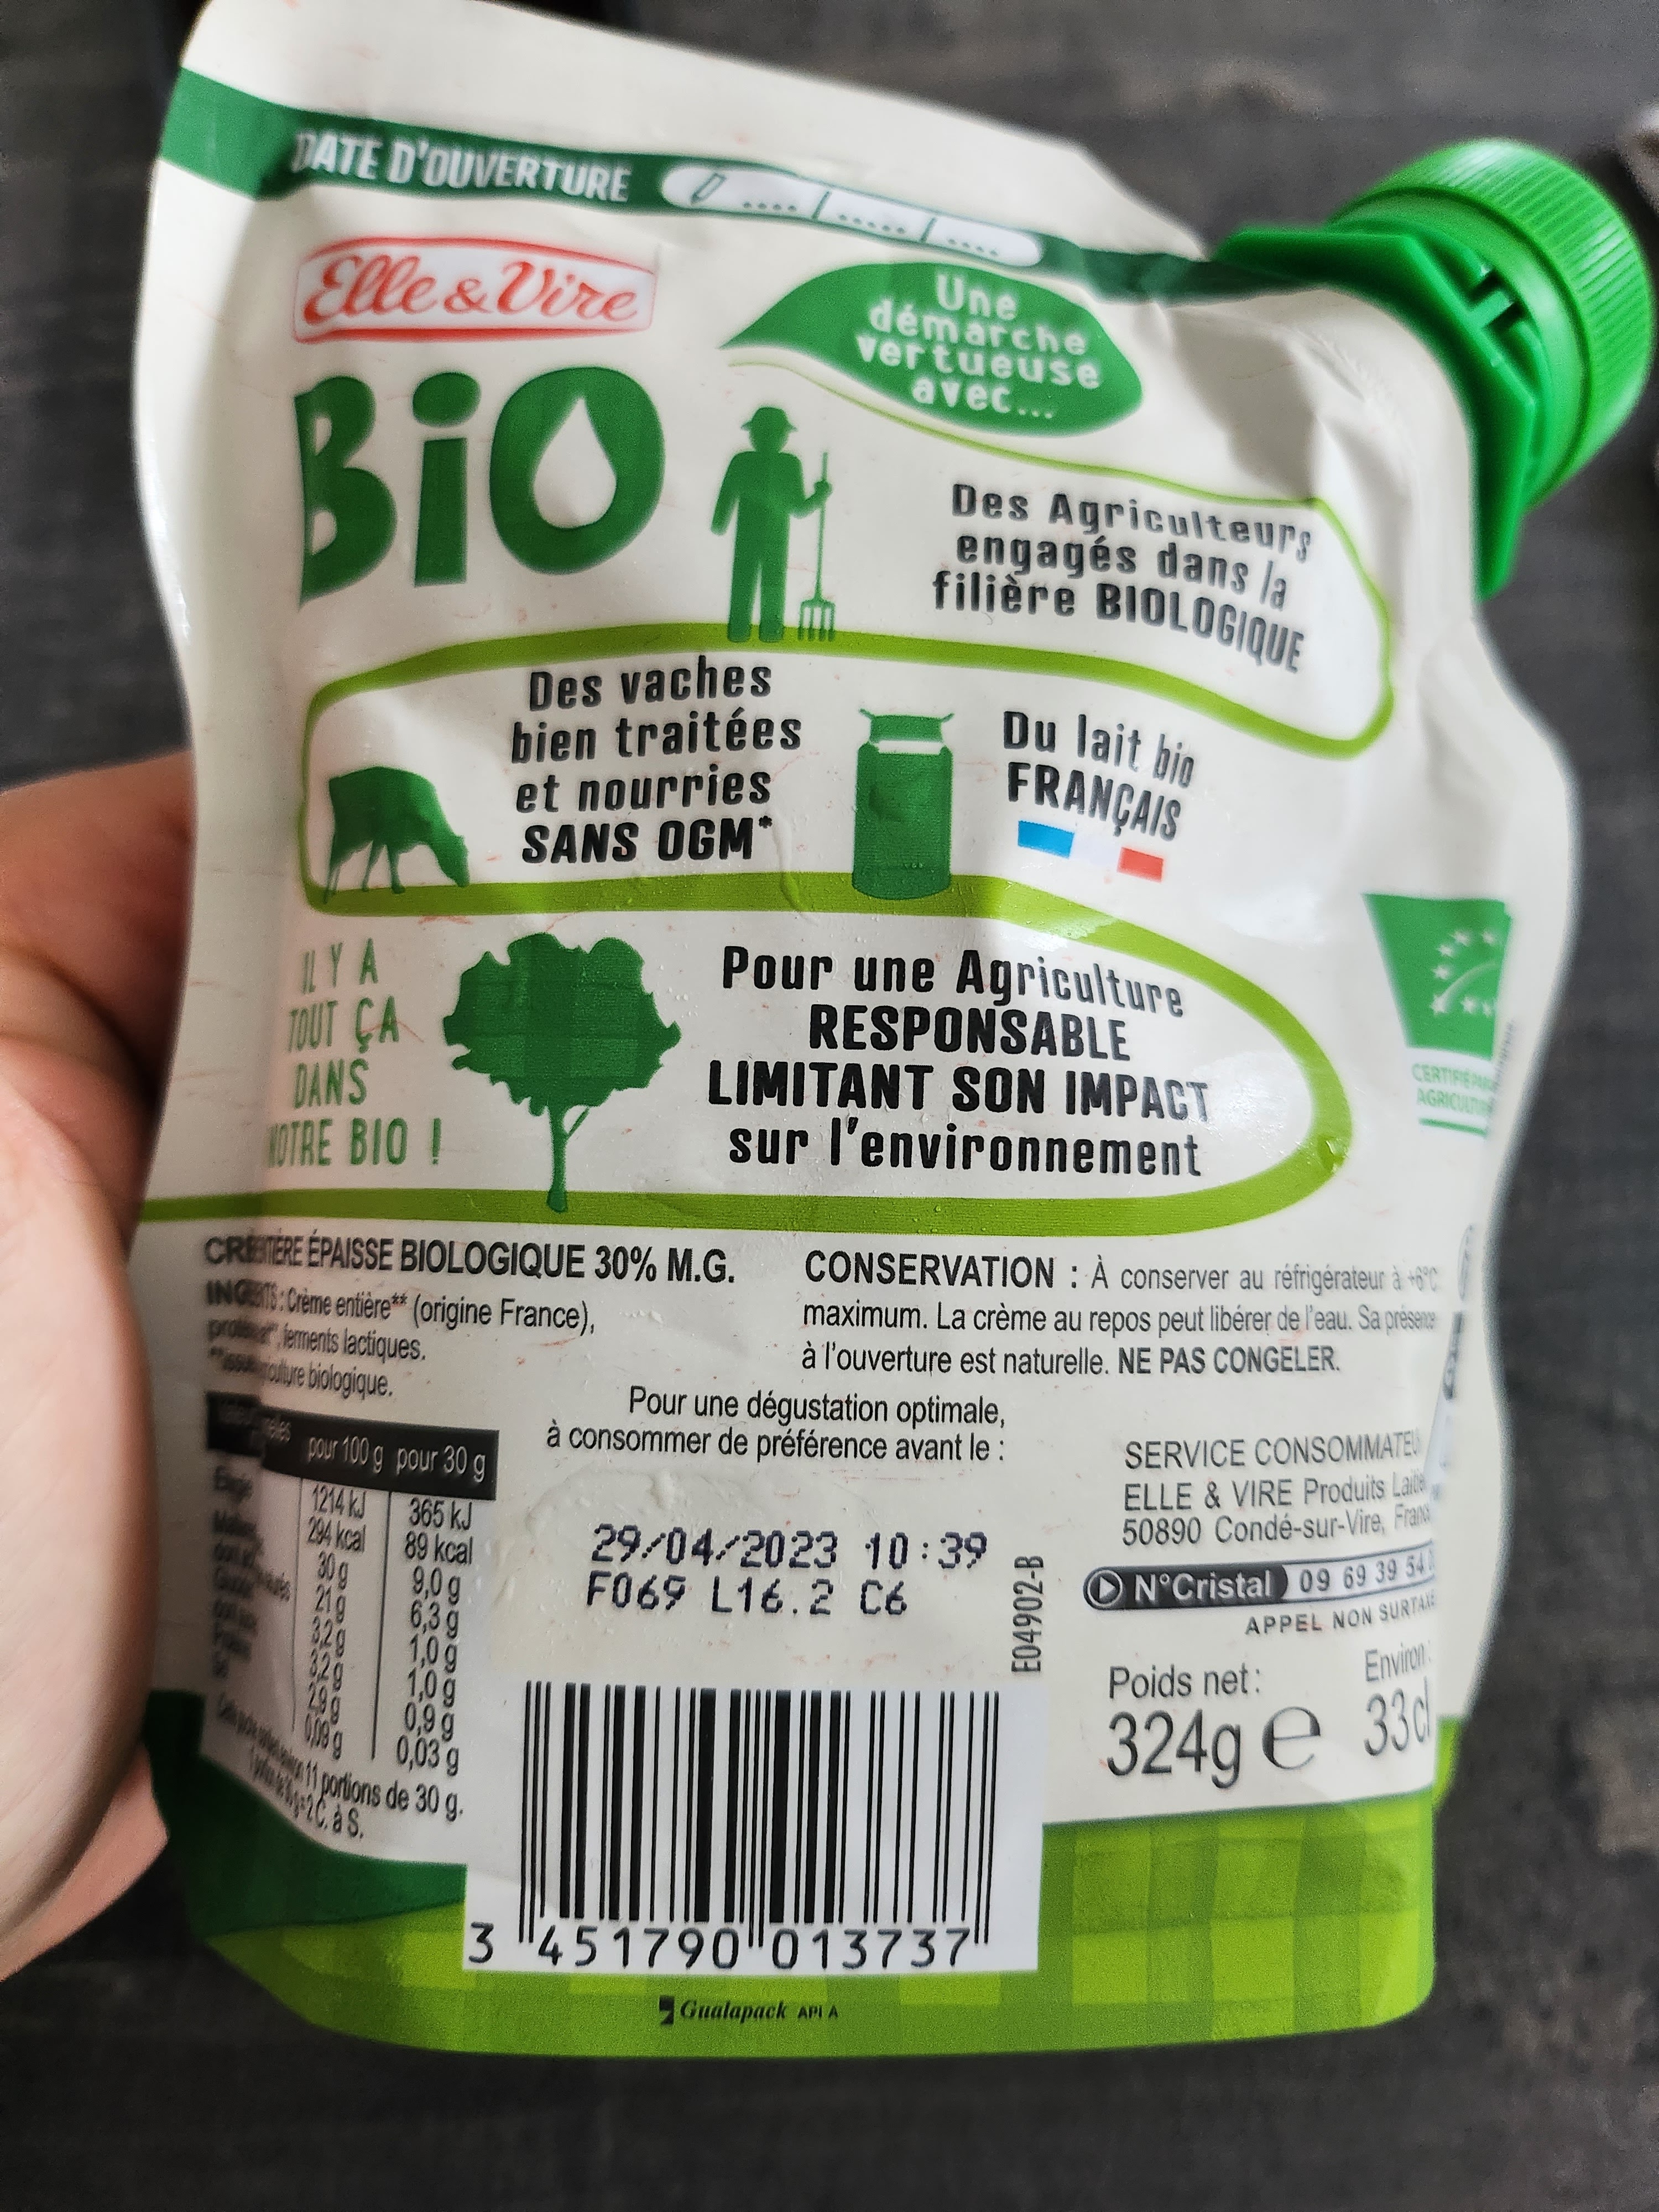 DATE D'OUVERTURE
Elle & Vire
BiO
Une
démarche
vertueuse
avec...
Des Agriculteurs
engagés dans la
filière BIOLOGIQUE
Des vaches
bien traitées
et nourries
SANS OGM*
Du lait bio
FRANÇAIS
IL Y A
TOUT ÇA
DANS
NOTRE BIO !
Pour une Agriculture
RESPONSABLE
LIMITANT SON IMPACT
sur l'environnement
CERTIFIÉ
ÉPAISSE BIOLOGIQUE 30% M.G.
: Crème entière** (origine France),
ferments lactiques.
biologique.
CONSERVATION : À conserver au réfrigérateur à +6°C
maximum. La crème au repos peut libérer de l'eau. Sa présence
à l'ouverture est naturelle. NE PAS CONGELER.
Pour une dégustation optimale,
à consommer de préférence avant le :
29/04/2023 10:39
F069 L16.2 C6
E04902-B
pour 100 g pour 30 g
1214 kJ 365 kJ
294 kcal 89 kcal
30 g 9,0 g
21 g 6,3 g
3,2 g 1,0 g
3,2 g 1,0 g
2,9 g 0,9 g
0,09 g 0,03 g
11 portions de 30 g.
2 C. à S.
SERVICE
ELLE & VIRE Produits
50890 Condé-sur-Vire,
N°Cristal 09 69 39 54
APPEL NON
Poids net: Environ:
324g e 33cl
3 451790 013737
Gualapack API A